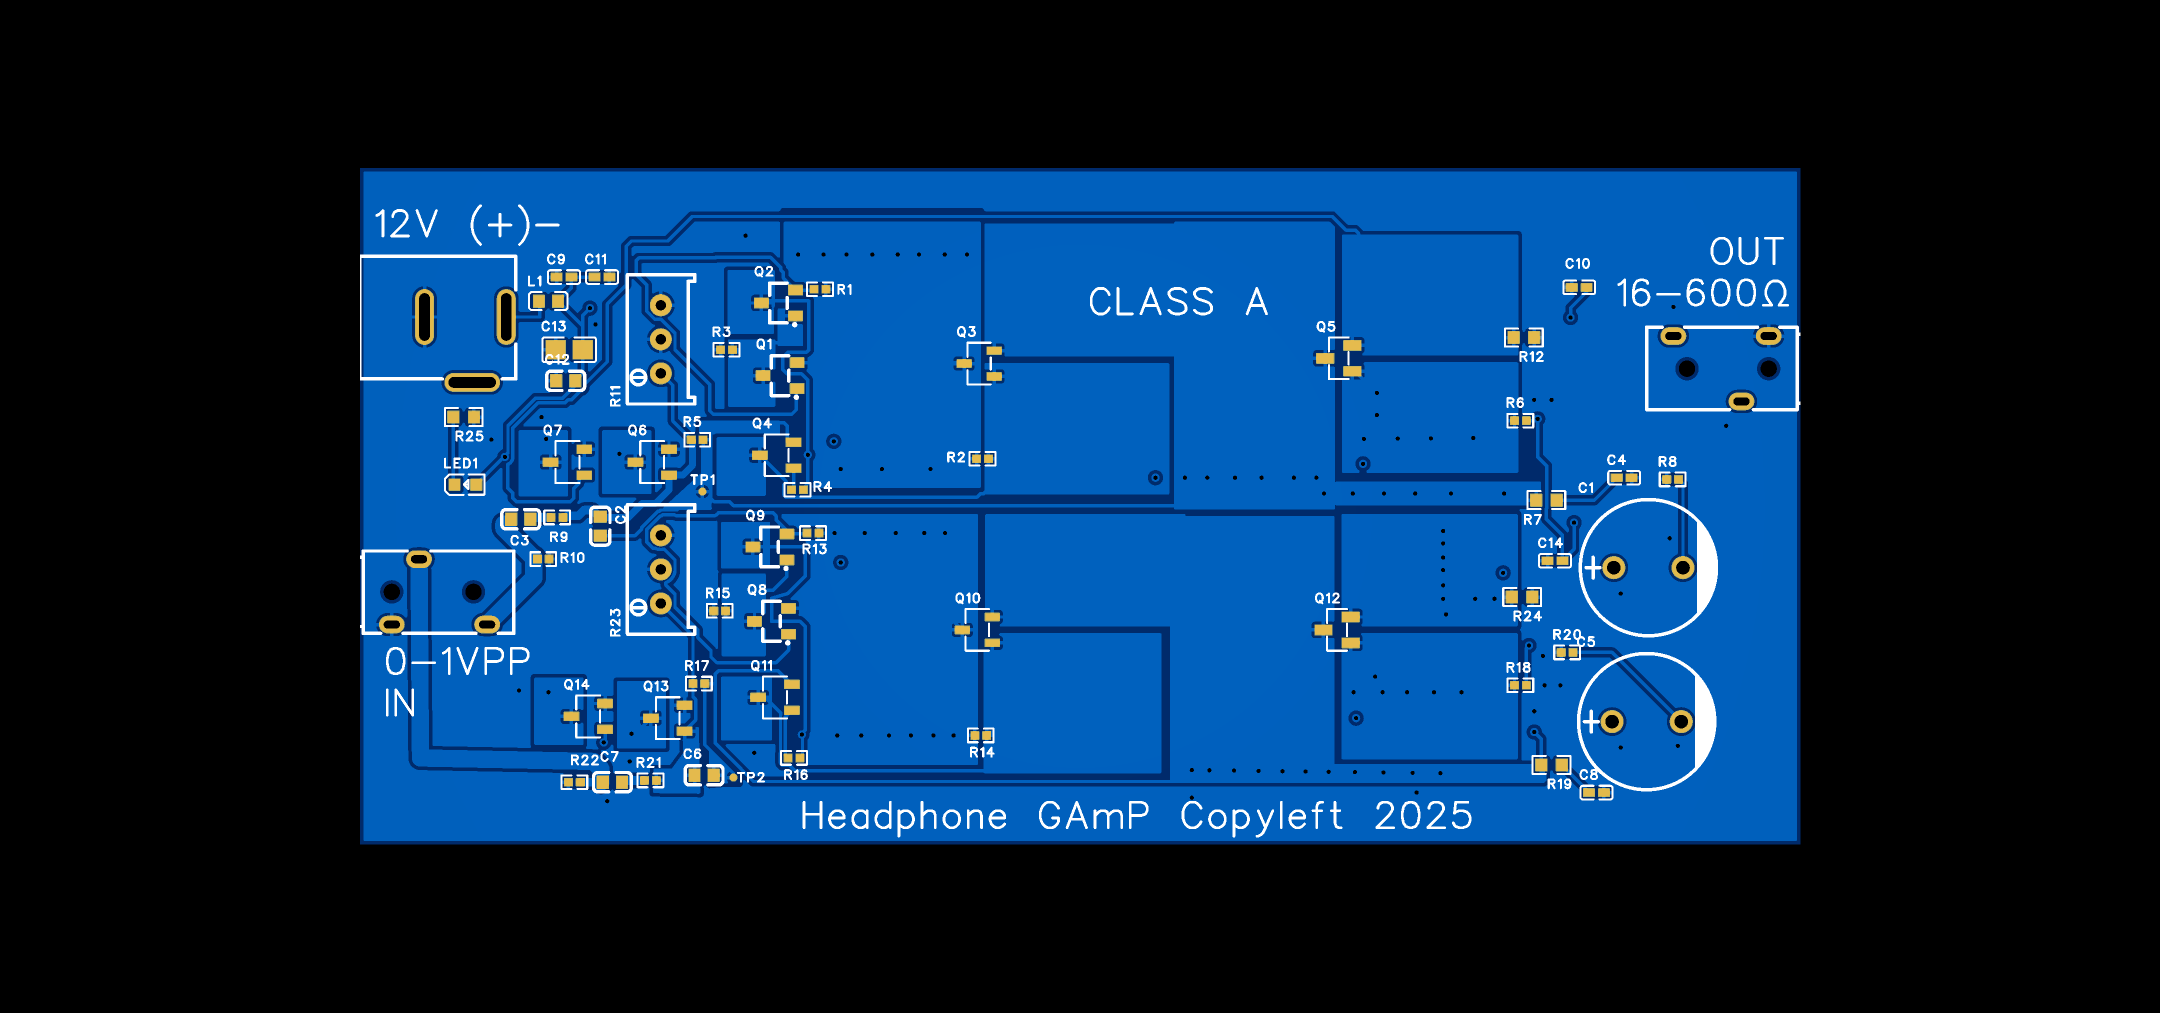 12V (+)-
OUT
16-600Ω
CLASS A
C9
C11
L1
C13
C12
R11
R25
LED1
Q7
Q6
R5
TP1
Q2
R1
R3
Q1
Q4
R4
Q3
R2
Q5
R12
R6
C10
C4
R8
C1
R7
C14
C3
R9
C2
R10
R23
Q9
R13
R15
Q8
R17
Q11
R16
Q10
R14
Q12
R24
R20
C5
R18
R19
C8
+
+
0-1VPP
IN
Q14
Q13
R22
C7
R21
C6
TP2
Headphone GAmP Copyleft 2025